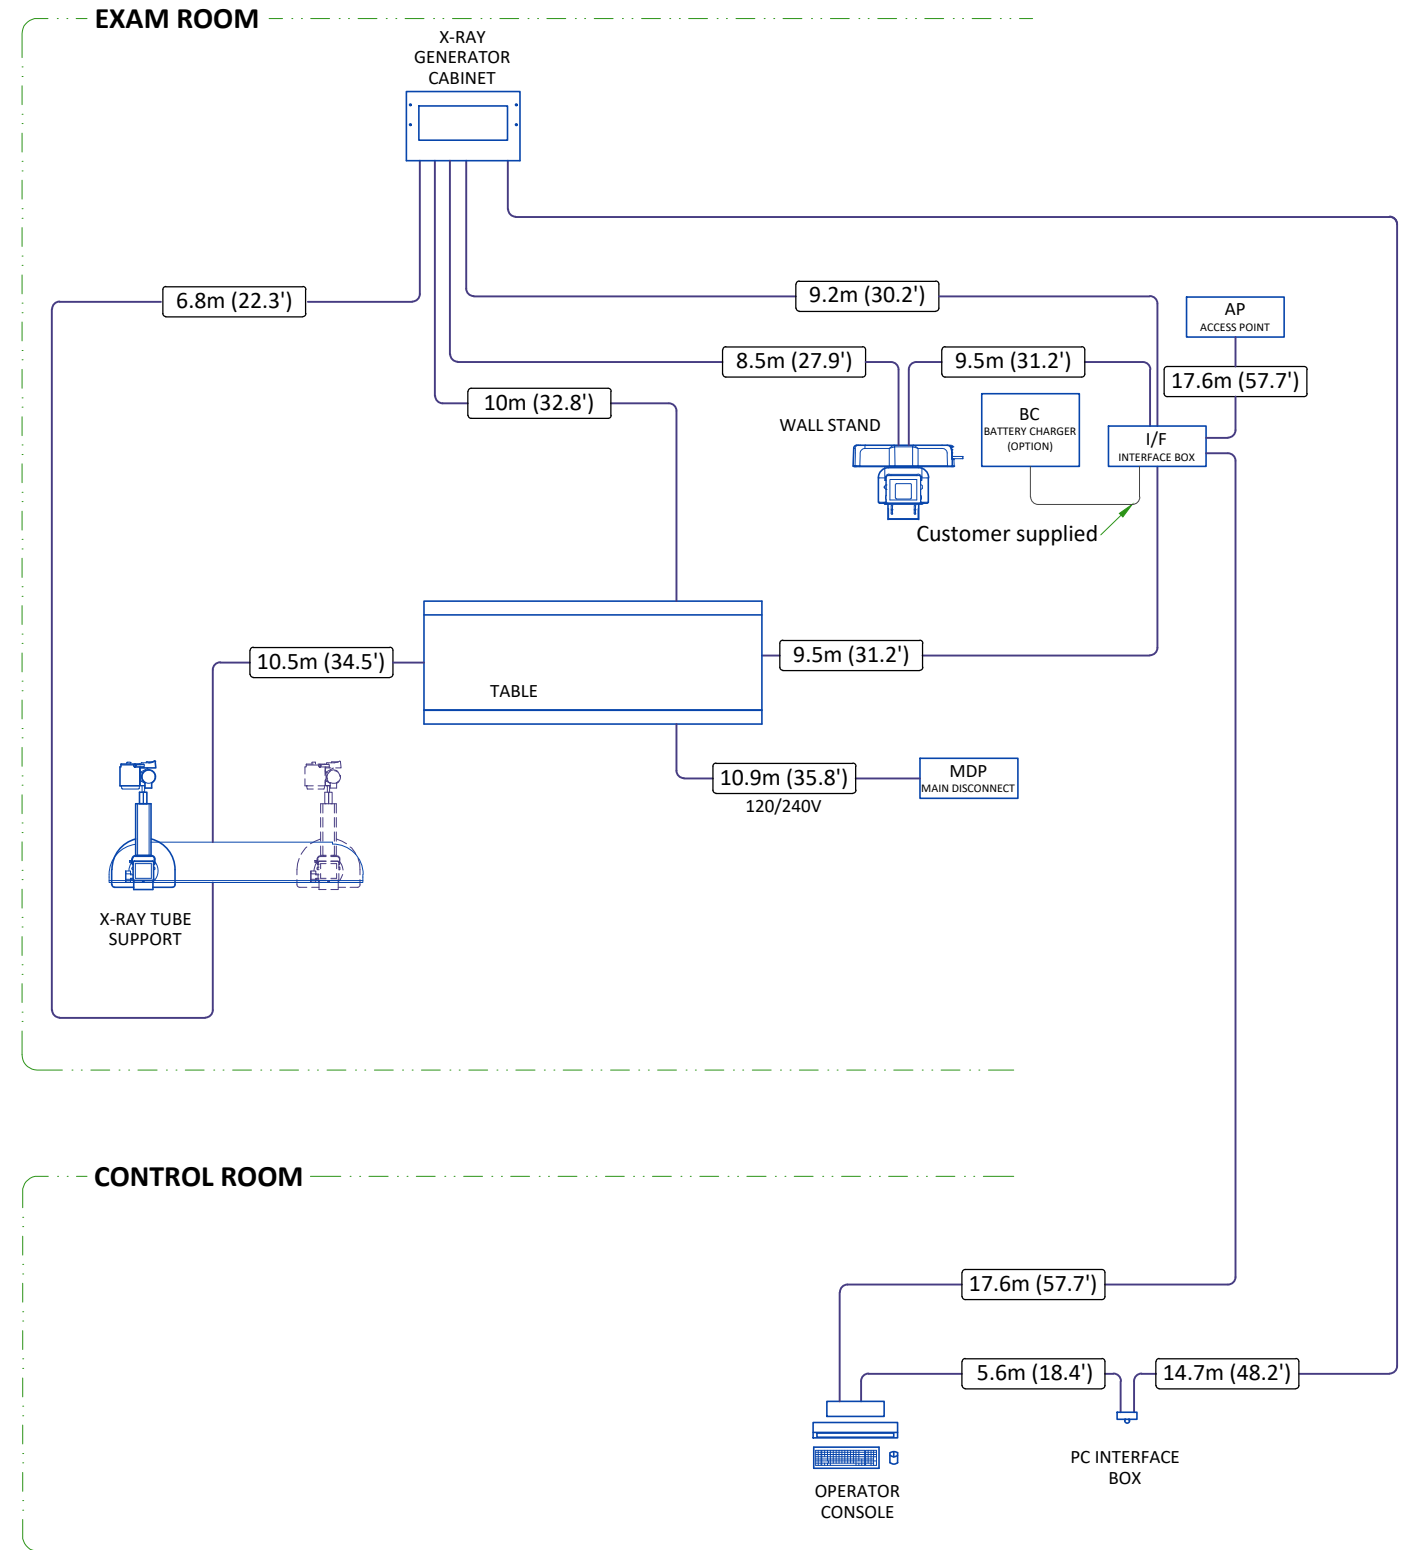 EXAM ROOM
X-RAY
GENERATOR
CABINET
6.8m (22.3')
9.2m (30.2')
AP
ACCESS POINT
8.5m (27.9')
9.5m (31.2')
17.6m (57.7')
10m (32.8')
WALL STAND
BC
BATTERY CHARGER
(OPTION)
I/F
INTERFACE BOX
Customer supplied
10.5m (34.5')
9.5m (31.2')
TABLE
10.9m (35.8')
120/240V
MDP
MAIN DISCONNECT
X-RAY TUBE
SUPPORT
CONTROL ROOM
17.6m (57.7')
5.6m (18.4')
14.7m (48.2')
PC INTERFACE
BOX
OPERATOR
CONSOLE